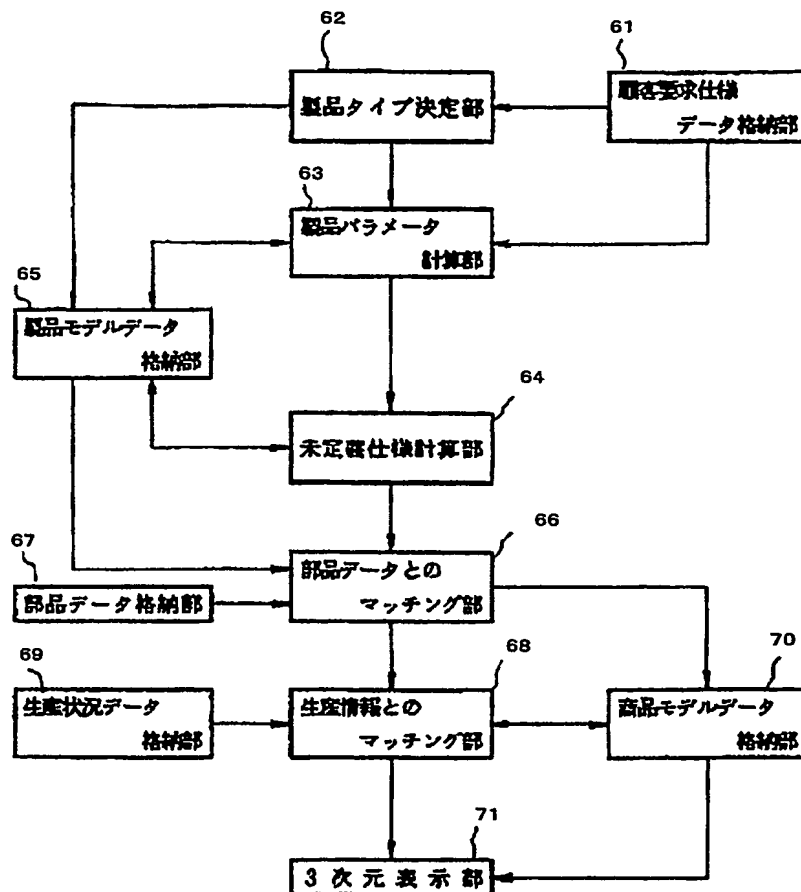 62
61
製品タイプ決定部
顧客要求仕様
データ格納部
63
製品パラメータ
計算部
65
製品モデルデータ
格納部
64
未定義仕様計算部
66
部品データとの
マッチング部
67
部品データ格納部
68
生産情報との
マッチング部
69
生産状況データ
格納部
70
商品モデルデータ
格納部
71
3次元表示部